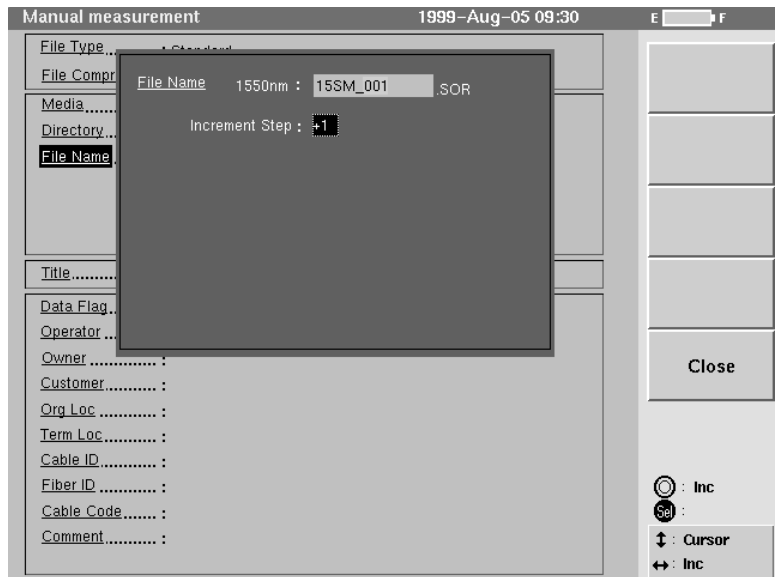 Manual measurement 1999-Aug-05 09:30 E F
File Type... : Standard
File Compr
Media......
Directory...
File Name.
File Name 1550nm : 15SM_001 .SOR
Increment Step : +1
Title.........
Data Flag..
Operator ...
Owner ............. :
Customer.......... :
Org Loc ........... :
Term Loc.......... :
Cable ID........... :
Fiber ID ........... :
Cable Code....... :
Comment.......... :
Close
: Inc
Sel :
: Cursor
: Inc